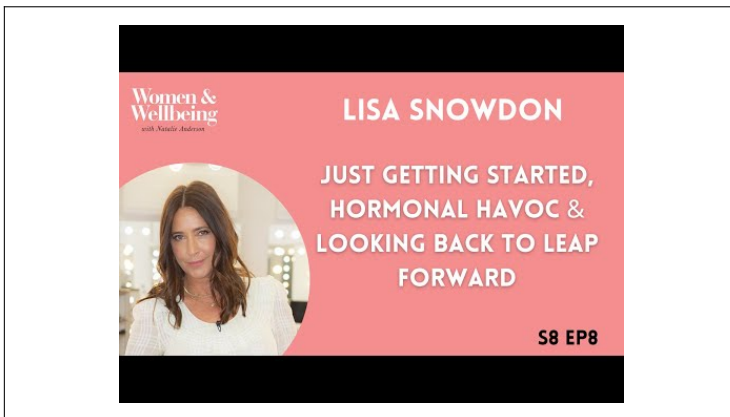 Women &
Wellbeing
with Natalie Anderson
LISA SNOWDON
JUST GETTING STARTED,
HORMONAL HAVOC &
LOOKING BACK TO LEAP
FORWARD
S8 EP8